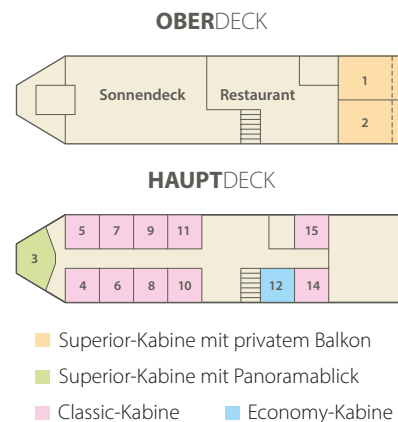 OBERDECK
Sonnendeck Restaurant 1
2
HAUPTDECK
5 7 9 11 15
3
4 6 8 10 12 14
Superior-Kabine mit privatem Balkon
Superior-Kabine mit Panoramablick
Classic-Kabine Economy-Kabine